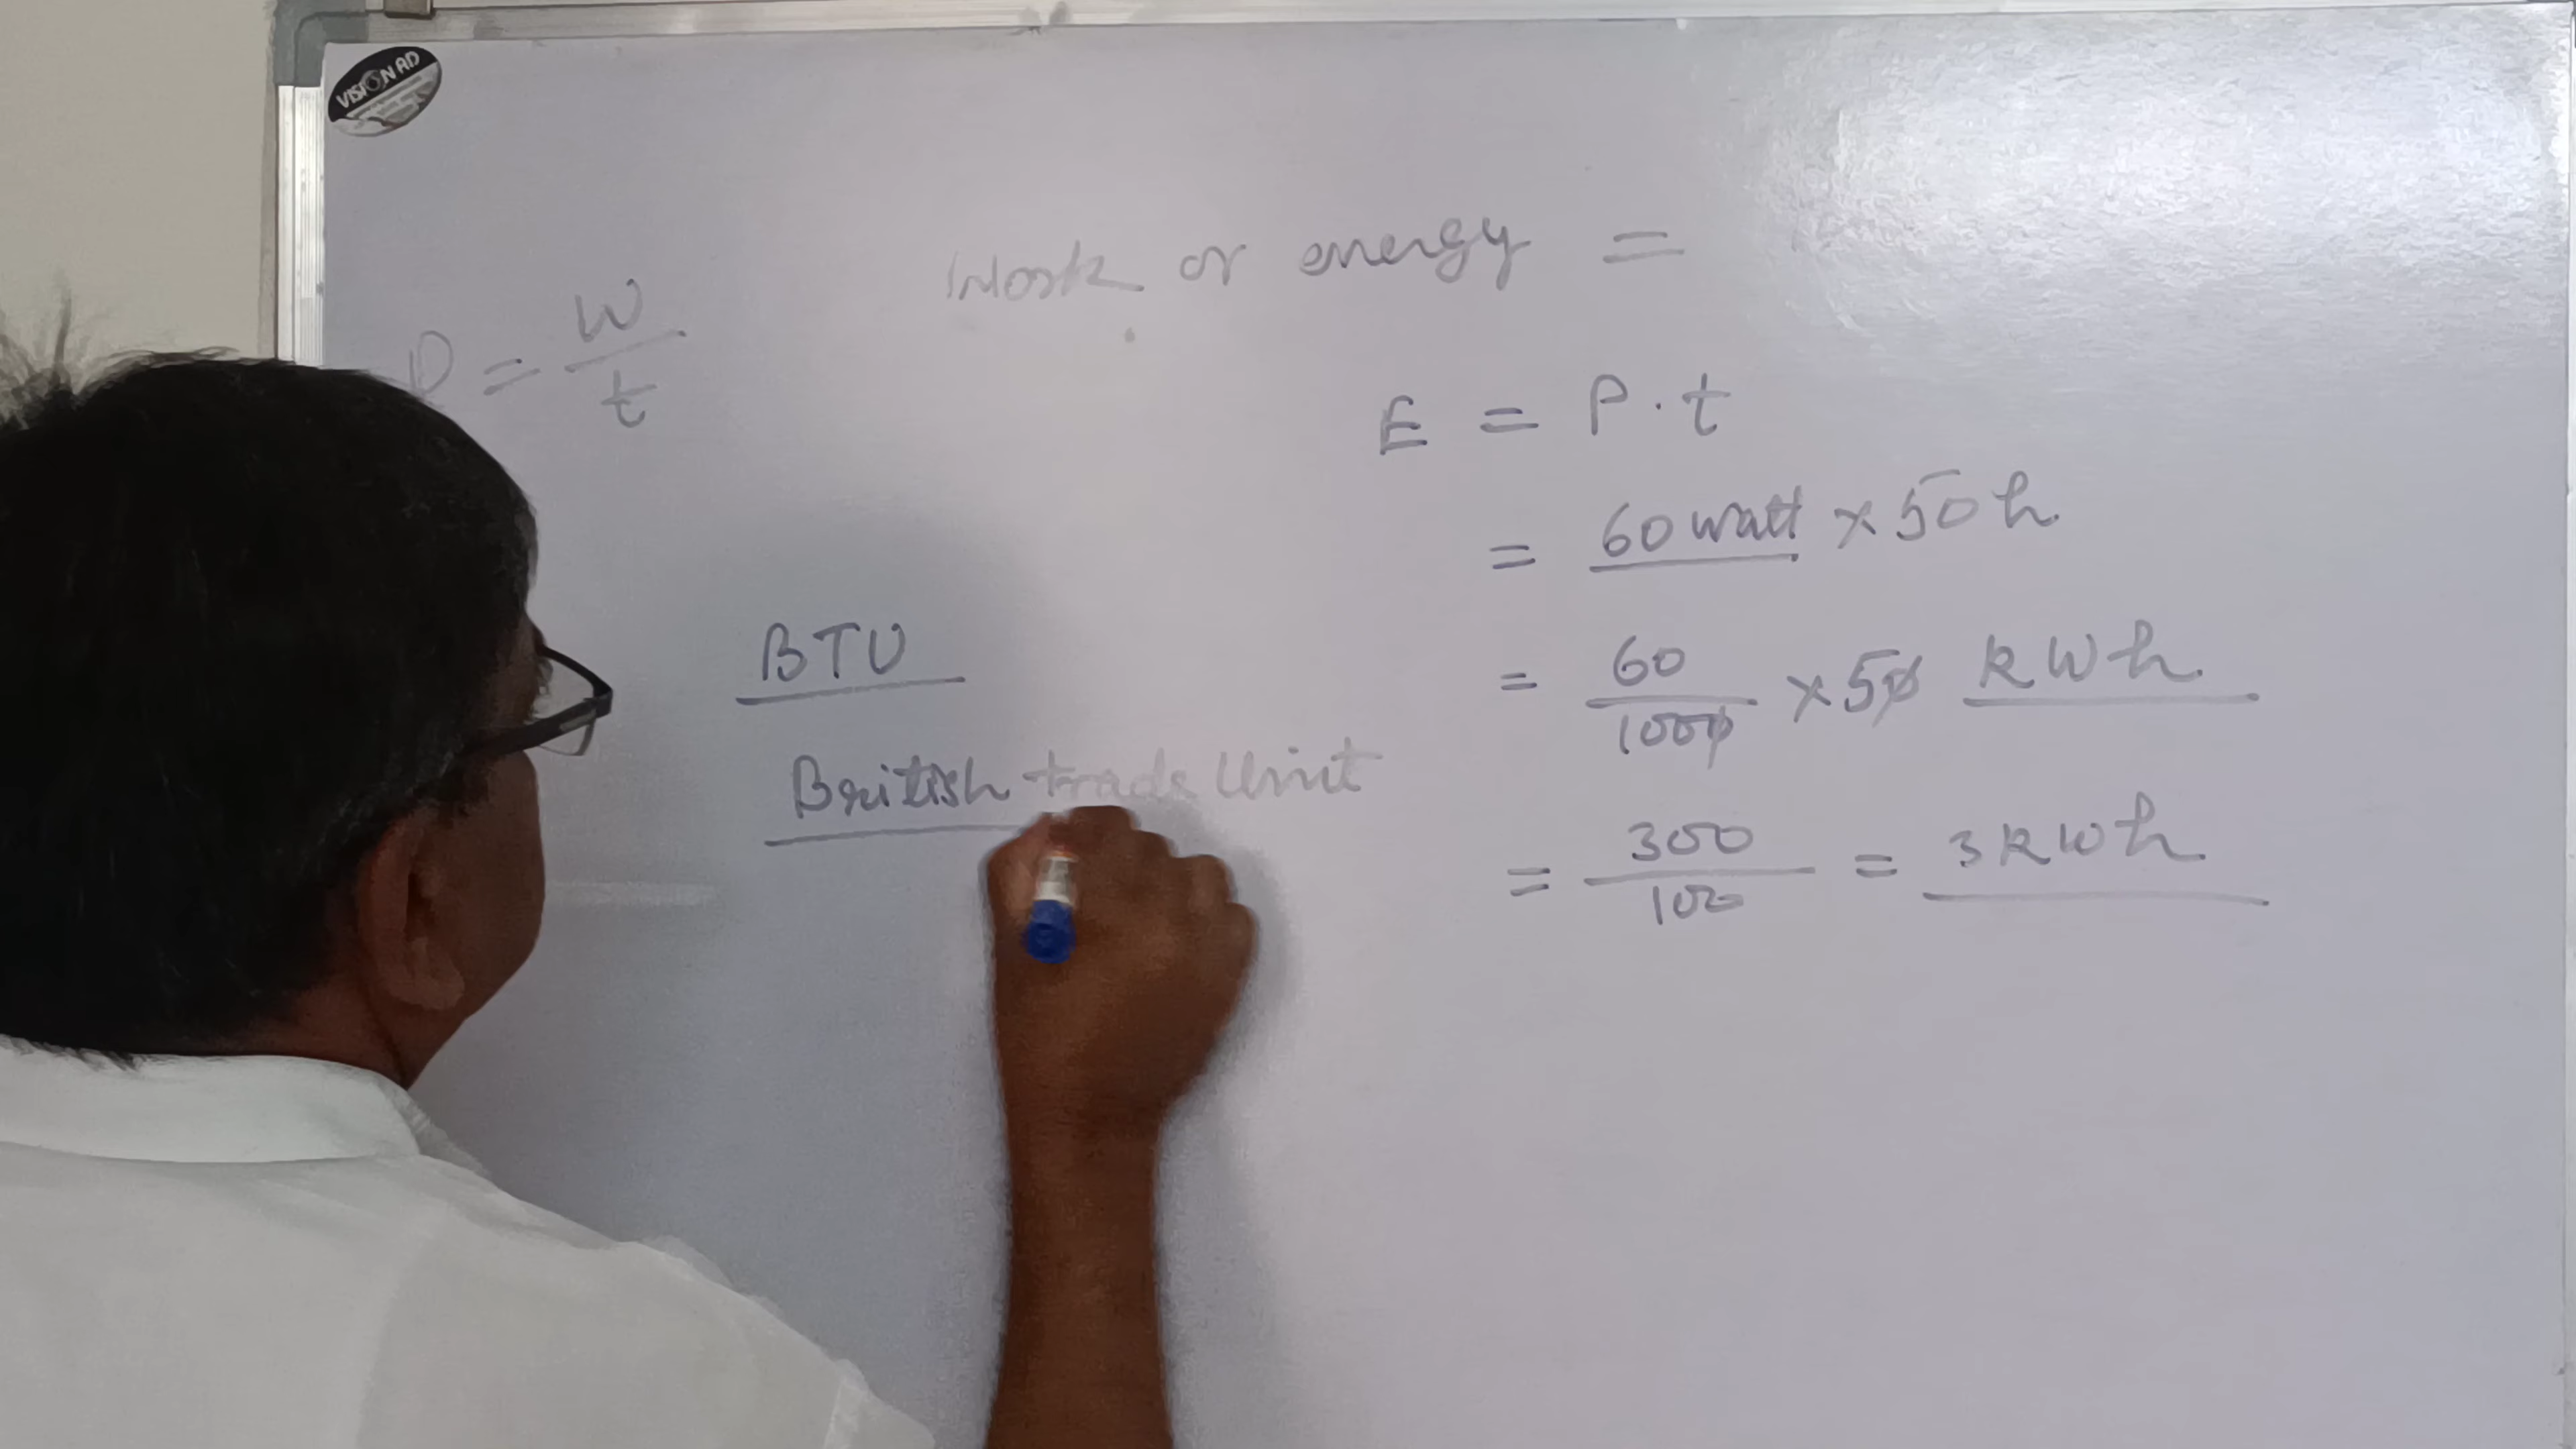 VISION AD
Work or energy =
P = W/t
E = P.t
= 60 watt × 50 h
= 60/1000 × 50 kWh
= 300/100 = 3 kWh
BTU
British trade Unit